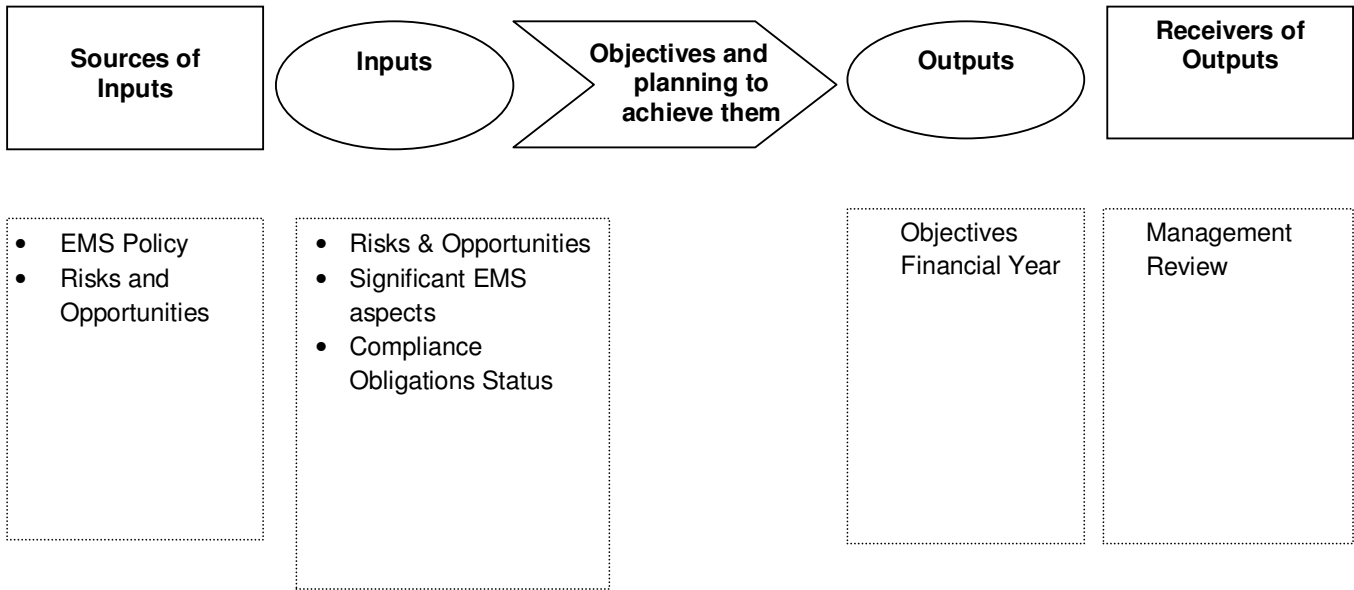 Sources of
Inputs
Inputs
Objectives and
planning to
achieve them
Outputs
Receivers of
Outputs
• EMS Policy
• Risks and
Opportunities
• Risks & Opportunities
• Significant EMS
aspects
• Compliance
Obligations Status
Objectives
Financial Year
Management
Review